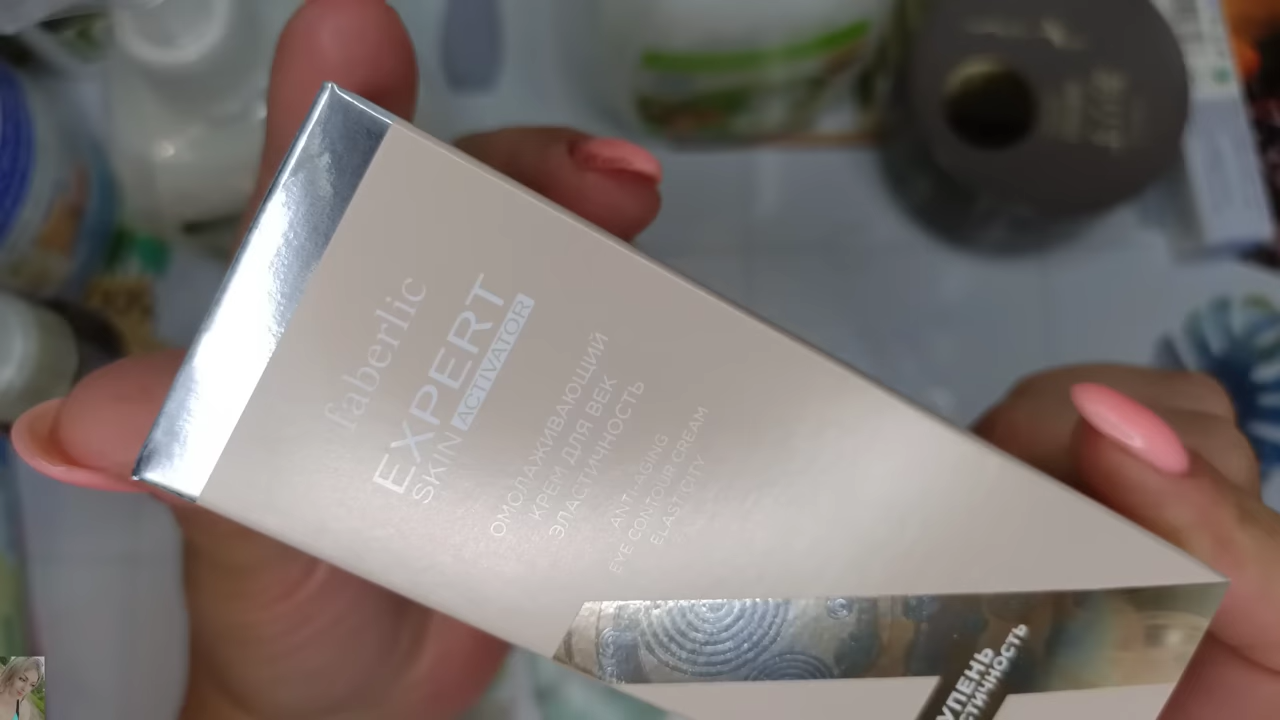 faberlic
EXPERT
SKIN ACTIVATOR
ОМОЛАЖИВАЮЩИЙ
КРЕМ ДЛЯ ВЕК
ЭЛАСТИЧНОСТЬ
ANTI-AGING
EYE CONTOUR CREAM
ELASTICITY